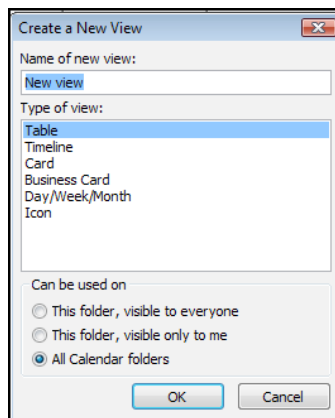 Create a New View
Name of new view:
New view
Type of view:
Table
Timeline
Card
Business Card
Day/Week/Month
Icon
Can be used on
This folder, visible to everyone
This folder, visible only to me
All Calendar folders
OK Cancel